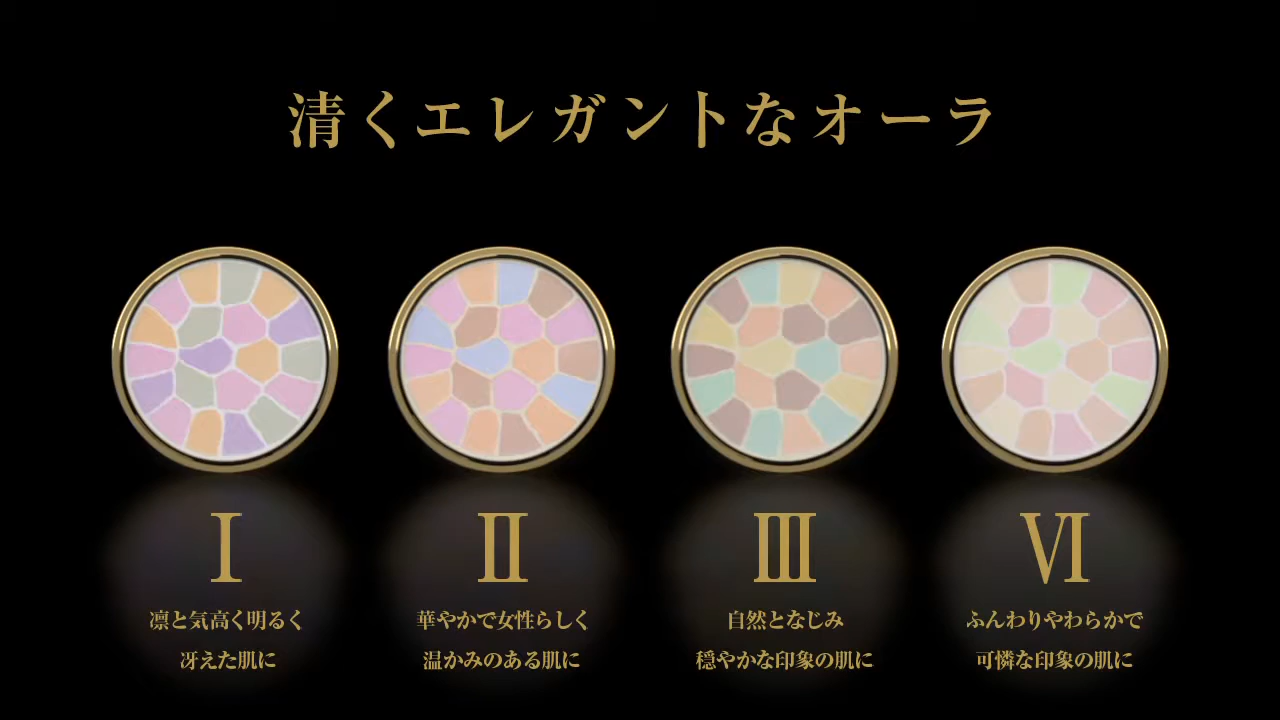 清くエレガントなオーラ
Ⅰ
凛と気高く明るく
冴えた肌に
Ⅱ
華やかで女性らしく
温かみのある肌に
Ⅲ
自然となじみ
穏やかな印象の肌に
Ⅵ
ふんわりやわらかで
可憐な印象の肌に